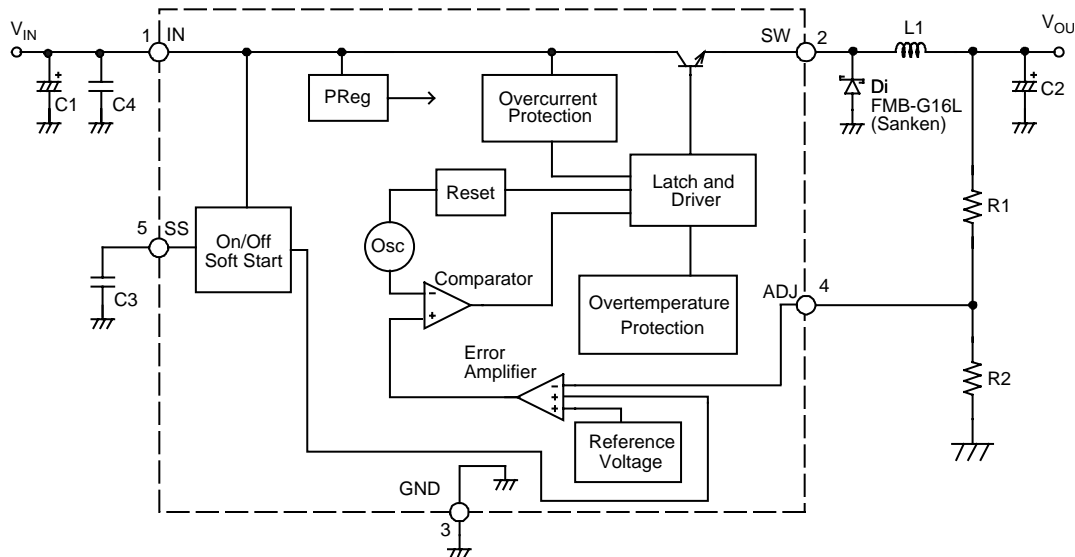 VIN
1
IN
SW
2
L1
VOU
C1
C4
PReg
Overcurrent
Protection
Di
FMB-G16L
(Sanken)
C2
Reset
Latch and
Driver
R1
5
SS
On/Off
Soft Start
Osc
C3
Comparator
Overtemperature
Protection
ADJ
4
Error
Amplifier
R2
Reference
Voltage
GND
3